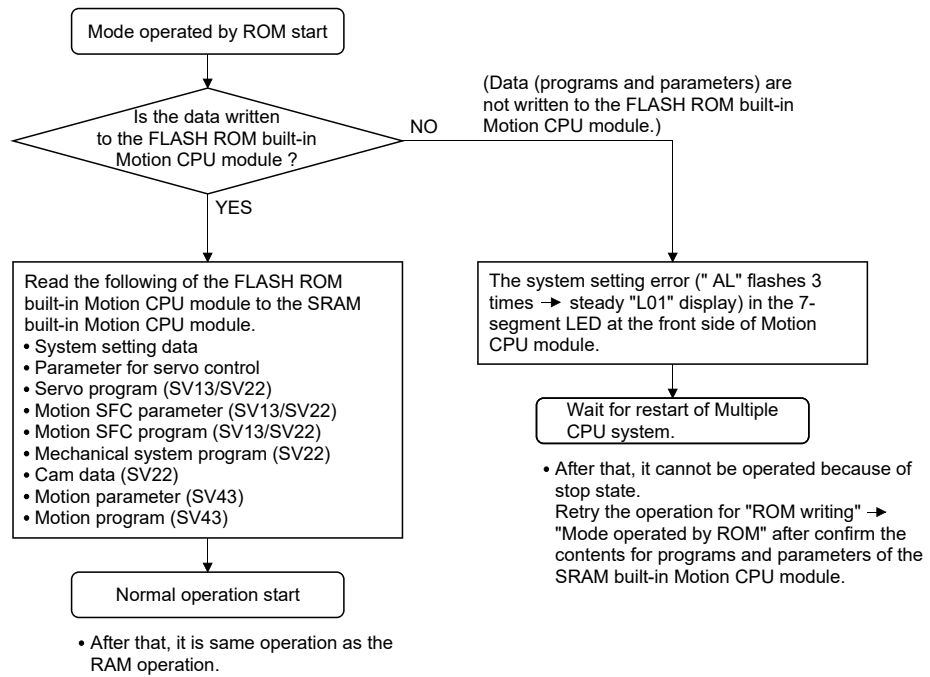 Mode operated by ROM start
Is the data written
to the FLASH ROM built-in
Motion CPU module ?
NO
(Data (programs and parameters) are
not written to the FLASH ROM built-in
Motion CPU module.)
YES
Read the following of the FLASH ROM
built-in Motion CPU module to the SRAM
built-in Motion CPU module.
• System setting data
• Parameter for servo control
• Servo program (SV13/SV22)
• Motion SFC parameter (SV13/SV22)
• Motion SFC program (SV13/SV22)
• Mechanical system program (SV22)
• Cam data (SV22)
• Motion parameter (SV43)
• Motion program (SV43)
Normal operation start
• After that, it is same operation as the
RAM operation.
The system setting error (" AL" flashes 3
times → steady "L01" display) in the 7-
segment LED at the front side of Motion
CPU module.
Wait for restart of Multiple
CPU system.
• After that, it cannot be operated because of
stop state.
Retry the operation for "ROM writing" →
"Mode operated by ROM" after confirm the
contents for programs and parameters of the
SRAM built-in Motion CPU module.